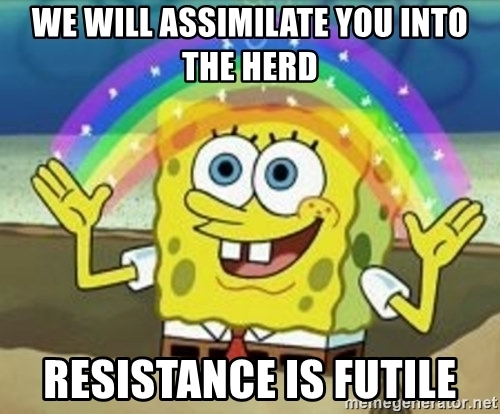 WE WILL ASSIMILATE YOU INTO
THE HERD
RESISTANCE IS FUTILE
memegenerator.net